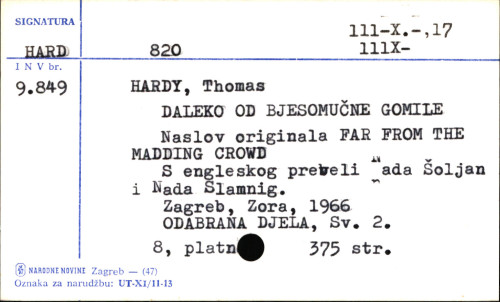 SIGNATURA
111-X.-,17
HARD 820 111X-
I N V br.
9.849 HARDY, Thomas
DALEKO OD BJESOMUČNE GOMILE
Naslov originala FAR FROM THE
MADDING CROWD
S engleskog preveli Nada Šoljan
i Nada Slamnig.
Zagreb, Zora, 1966
ODABRANA DJELA, Sv. 2.
8, platn 375 str.
NARODNE NOVINE Zagreb — (47)
Oznaka za narudžbu: UT-XI/11-13